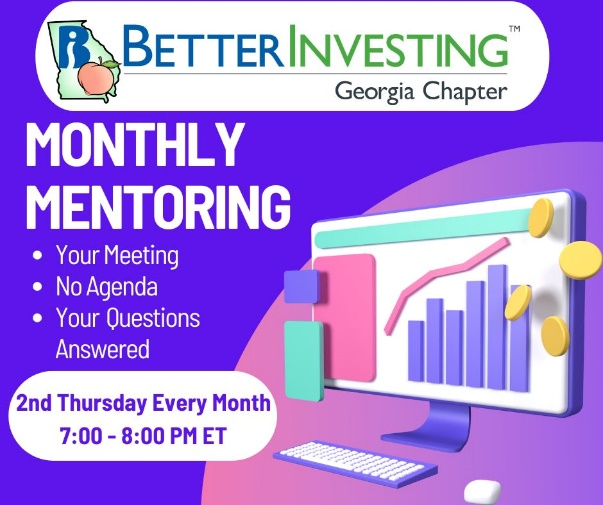 BETTERINVESTING™
Georgia Chapter
MONTHLY
MENTORING
• Your Meeting
• No Agenda
• Your Questions
Answered
2nd Thursday Every Month
7:00 - 8:00 PM ET